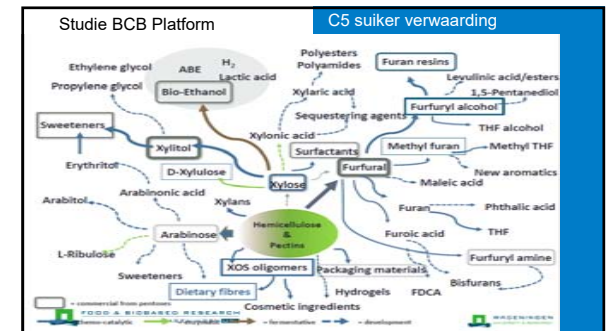 Studie BCB Platform
C5 suiker verwaarding
Polyesters
Polyamides
Furan resins
Ethylene glycol
ABE
H2
Lactic acid
Propylene glycol
Bio-Ethanol
Xylaric acid
Levulinic acid/esters
1,5-Pentanediol
Furfuryl alcohol
Sequestering agents
THF alcohol
Sweeteners
Xylonic acid
Xylitol
Surfactants
Methyl furan
Methyl THF
Erythritol
D-Xylulose
Xylose
Furfural
New aromatics
Maleic acid
Arabinonic acid
Arabitol
Xylans
Furan
Phthalic acid
Hemicellulose
&
Pectins
THF
Arabinose
Furoic acid
L-Ribulose
Furfuryl amine
XOS oligomers
Packaging materials
Sweeteners
Bisfurans
Dietary fibres
Hydrogels
FDCA
Cosmetic ingredients
= commercial from pentoses
FOOD & BIOBASED RESEARCH
= fermentative
= development
WAGENINGEN